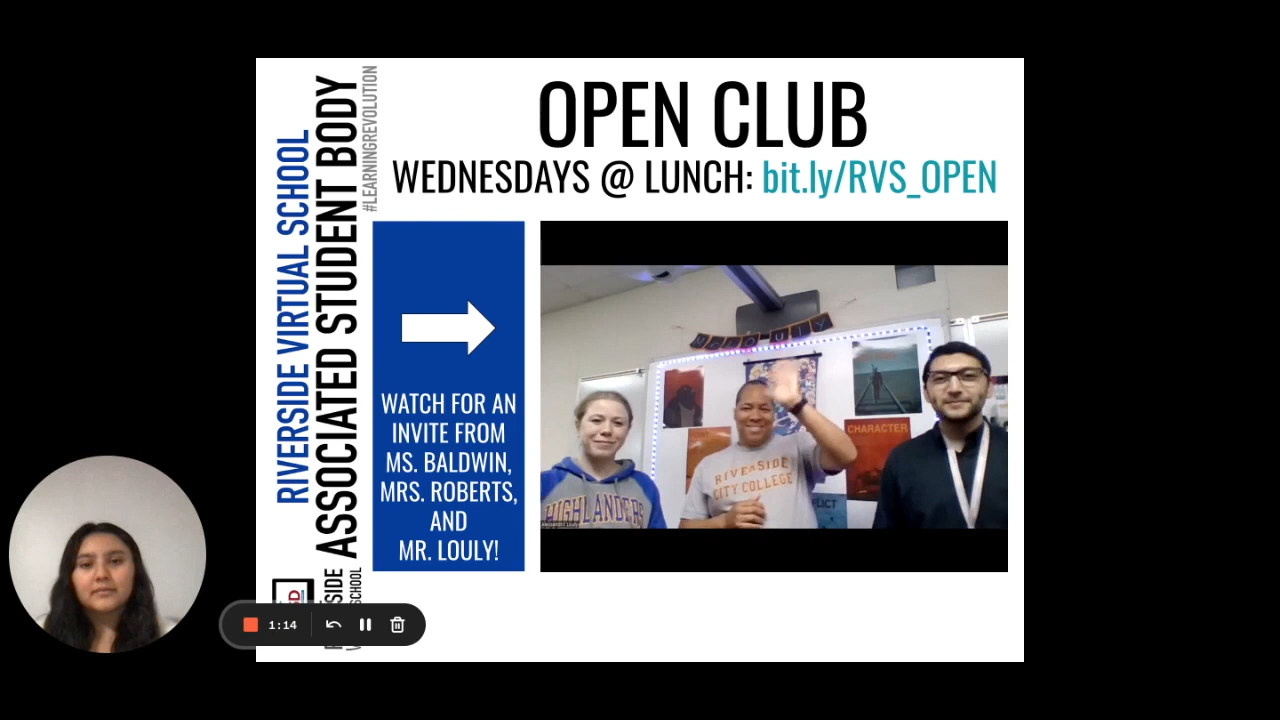 OPEN CLUB
WEDNESDAYS @ LUNCH: bit.ly/RVS_OPEN
RIVERSIDE VIRTUAL SCHOOL
ASSOCIATED STUDENT BODY
#LEARNINGREVOLUTION
WATCH FOR AN
INVITE FROM
MS. BALDWIN,
MRS. ROBERTS,
AND
MR. LOULY!
HIGHLANDERS
RIVERSIDE
CITY COLLEGE
CHARACTER
SCHOOL
1:14